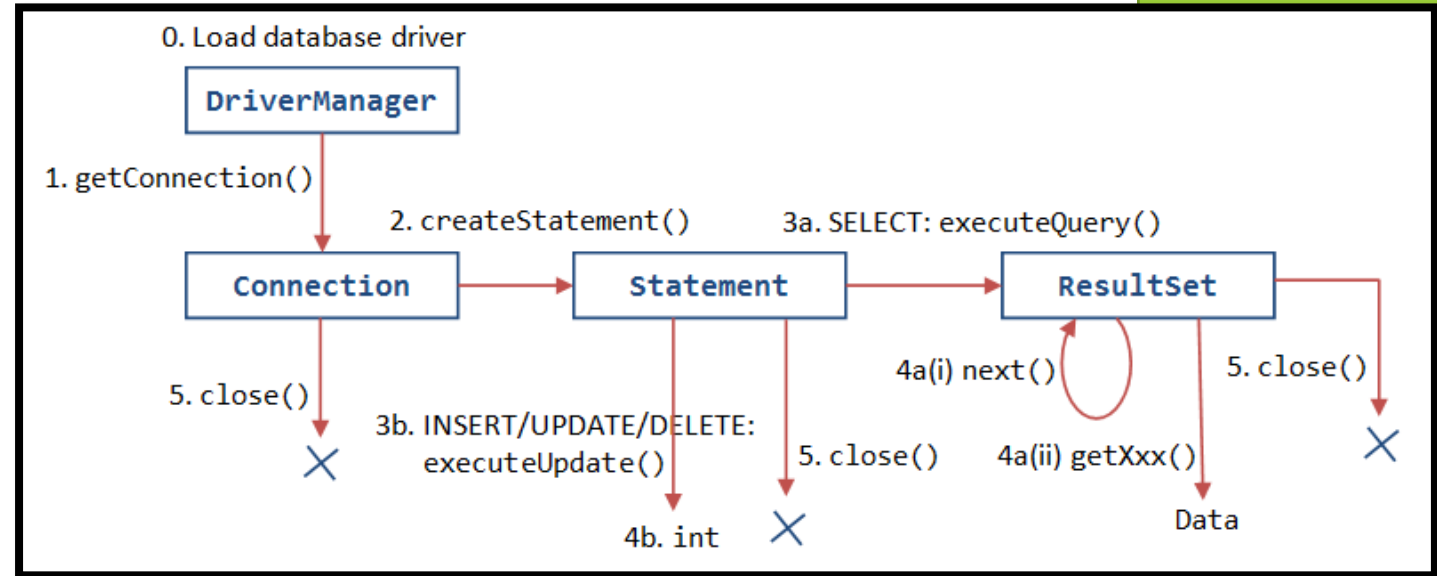 0. Load database driver
DriverManager
1. getConnection()
2. createStatement()
3a. SELECT: executeQuery()
Connection
Statement
ResultSet
5. close()
3b. INSERT/UPDATE/DELETE:
executeUpdate()
4b. int
5. close()
4a(i) next()
4a(ii) getXxx()
Data
5. close()